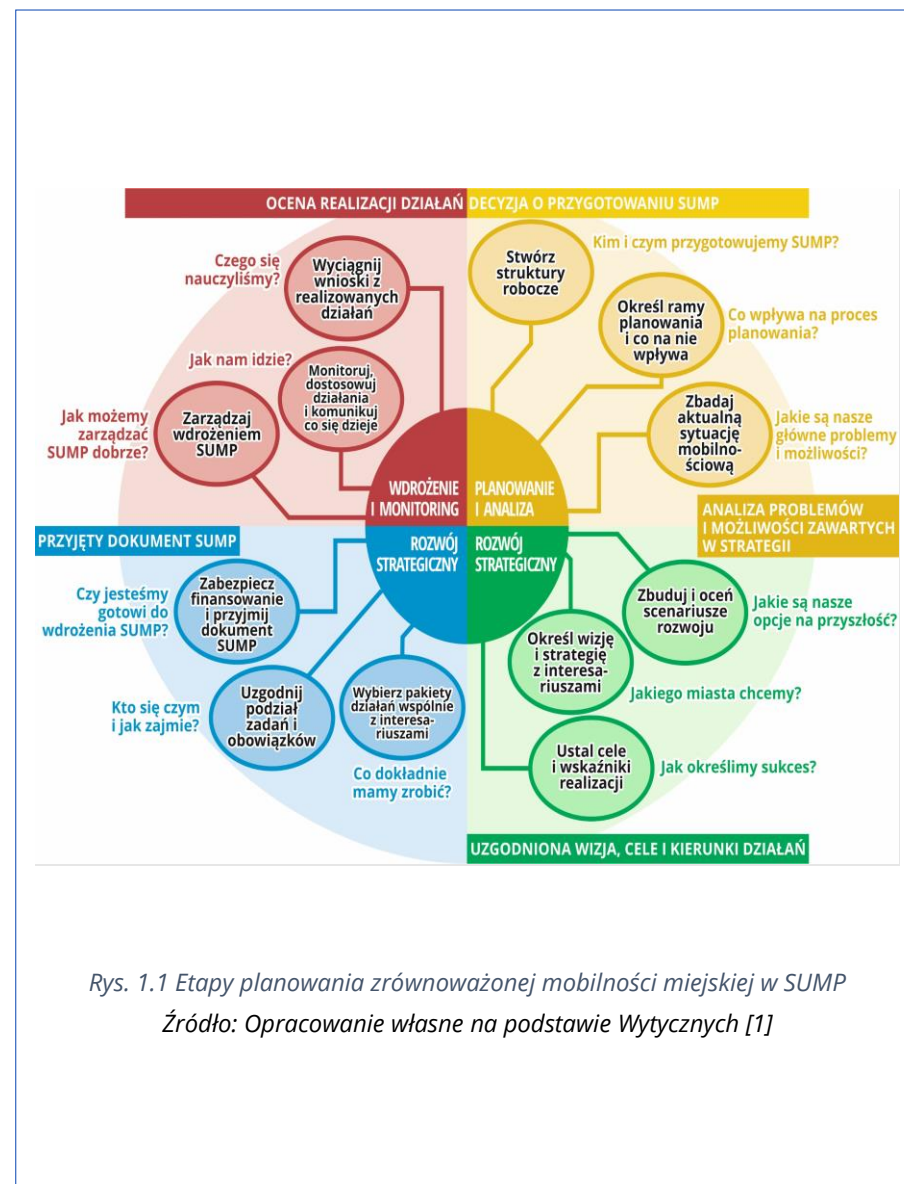 OCENA REALIZACJI DZIAŁAŃ
DECYZJA O PRZYGOTOWANIU SUMP
Czego się
nauczyliśmy?
Wyciągnij
wnioski z
realizowanych
działań
Jak nam idzie?
Monitoruj,
dostosowuj
działania
i komunikuj
co się dzieje
Jak możemy
zarządzać
SUMP dobrze?
Zarządzaj
wdrożeniem
SUMP
WDROŻENIE
I MONITORING
Stwórz
struktury
robocze
Kim i czym przygotowujemy SUMP?
Określ ramy
planowania
i co na nie
wpływa
Co wpływa na proces
planowania?
Zbadaj
aktualną
sytuację
mobilno-
ściową
Jakie są nasze
główne problemy
i możliwości?
PLANOWANIE
I ANALIZA
ANALIZA PROBLEMÓW
I MOŻLIWOŚCI ZAWARTYCH
W STRATEGII
PRZYJĘTY DOKUMENT SUMP
ROZWÓJ
STRATEGICZNY
Czy jesteśmy
gotowi do
wdrożenia SUMP?
Zabezpiecz
finansowanie
i przyjmij
dokument
SUMP
Kto się czym
i jak zajmie?
Uzgodnij
podział
zadań i
obowiązków
Wybierz pakiety
działań wspólnie
z interesa-
riuszami
Co dokładnie
mamy zrobić?
ROZWÓJ
STRATEGICZNY
Zbuduj i oceń
scenariusze
rozwoju
Jakie są nasze
opcje na przyszłość?
Określ wizję
i strategię
z interesa-
riuszami
Jakiego miasta chcemy?
Ustal cele
i wskaźniki
realizacji
Jak określimy sukces?
UZGODNIONA WIZJA, CELE I KIERUNKI DZIAŁAŃ
Rys. 1.1 Etapy planowania zrównoważonej mobilności miejskiej w SUMP
Źródło: Opracowanie własne na podstawie Wytycznych [1]